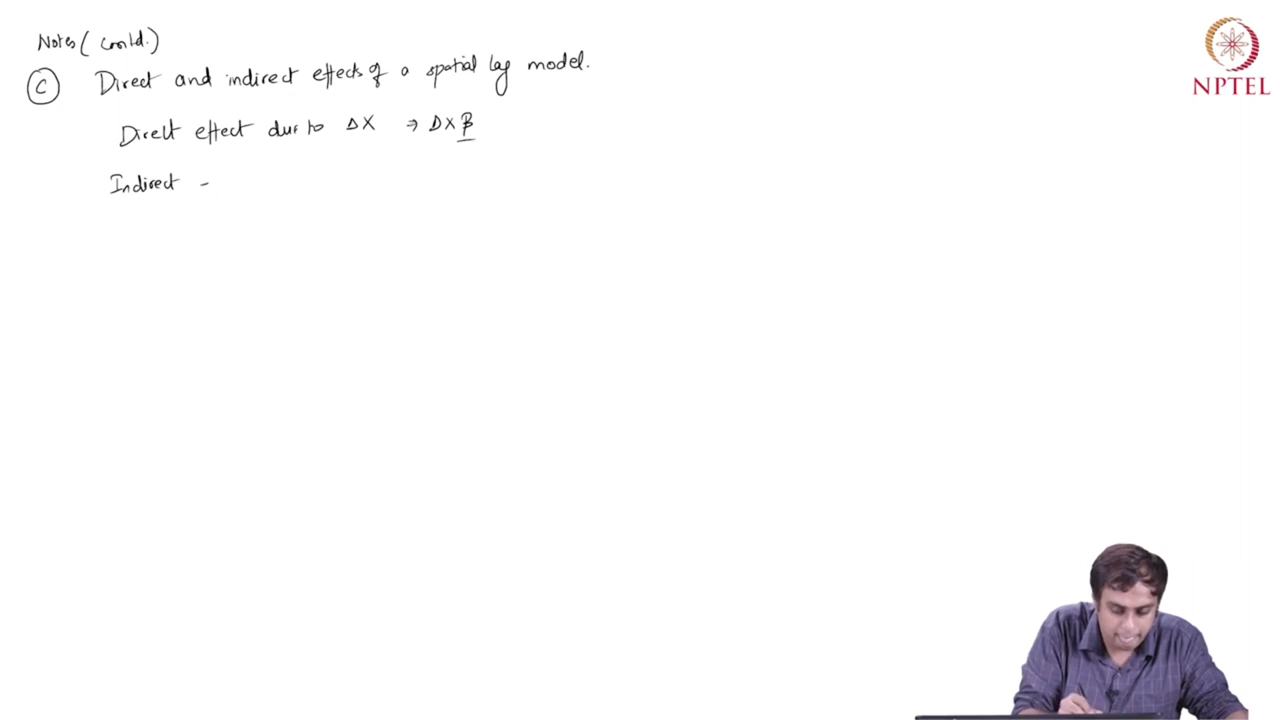 Notes (contd.)
(C) Direct and indirect effects of a spatial lag model.
Direct effect due to ΔX ⇒ ΔX β
Indirect -
NPTEL